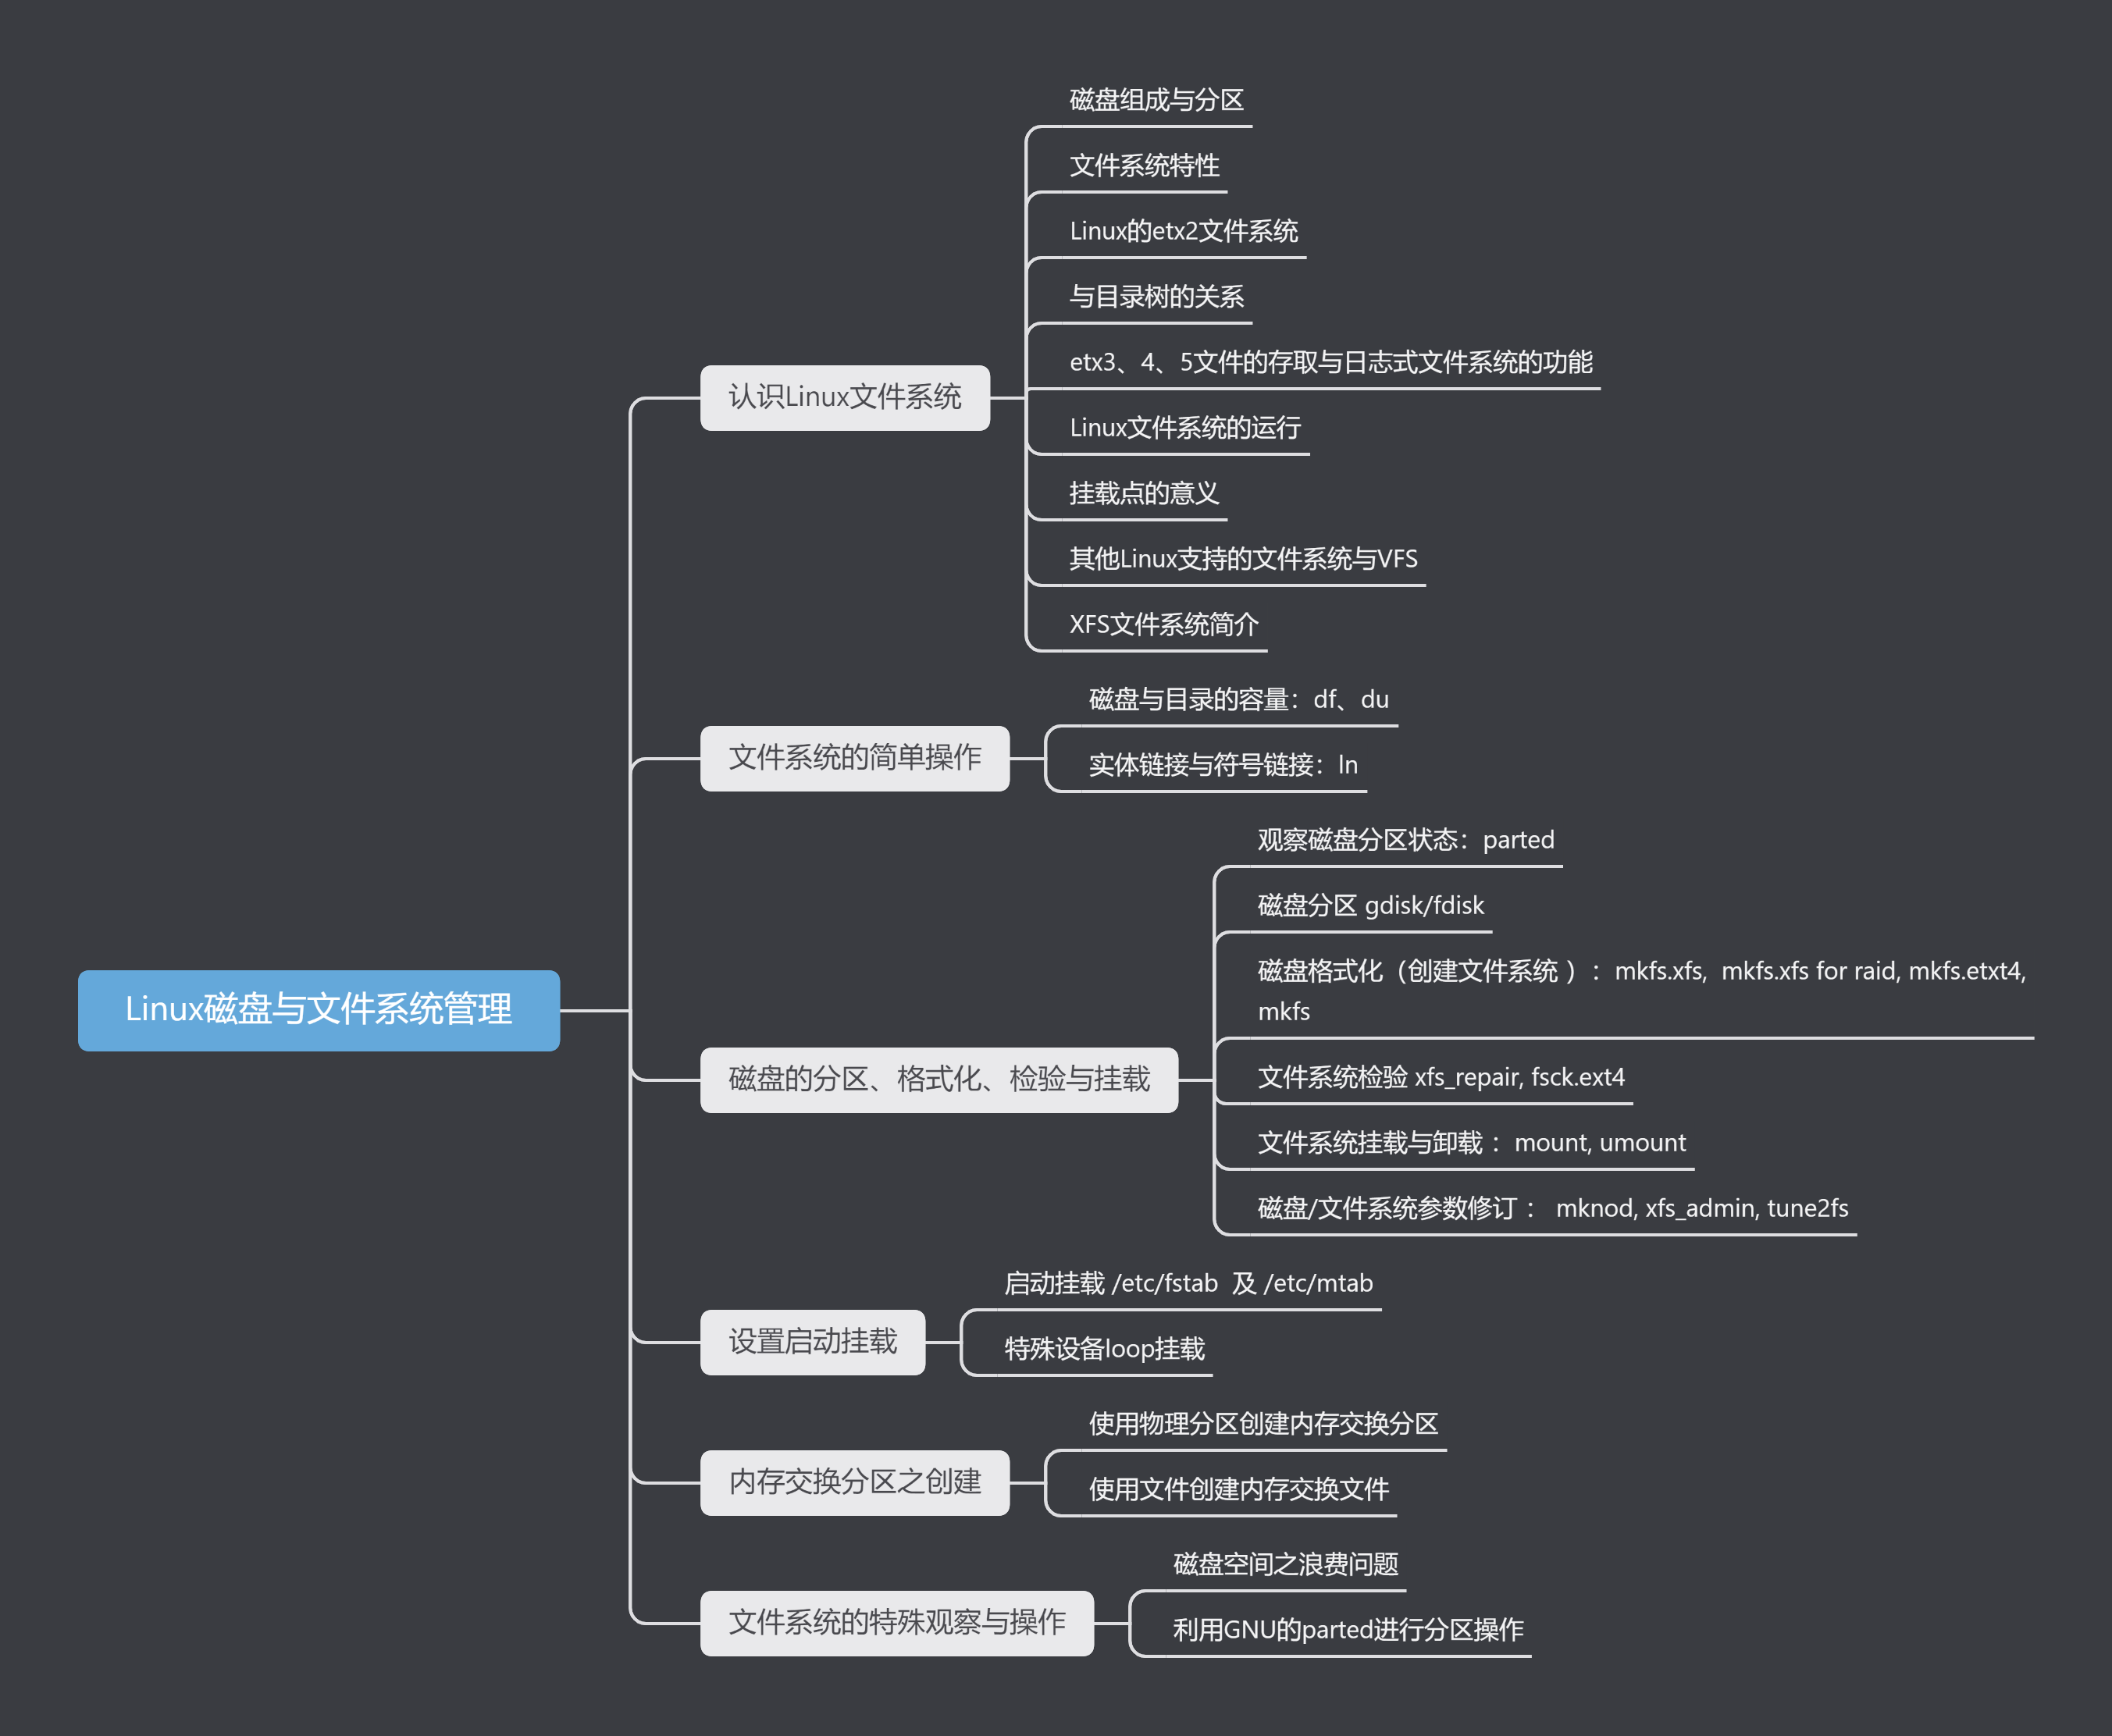 磁盘组成与分区
文件系统特性
Linux的etx2文件系统
与目录树的关系
etx3、4、5文件的存取与日志式文件系统的功能
认识Linux文件系统
Linux文件系统的运行
挂载点的意义
其他Linux支持的文件系统与VFS
XFS文件系统简介
磁盘与目录的容量：df、du
文件系统的简单操作
实体链接与符号链接：ln
观察磁盘分区状态：parted
磁盘分区 gdisk/fdisk
磁盘格式化（创建文件系统 ）：mkfs.xfs, mkfs.xfs for raid, mkfs.etxt4,
mkfs
Linux磁盘与文件系统管理
磁盘的分区、格式化、检验与挂载
文件系统检验 xfs_repair, fsck.ext4
文件系统挂载与卸载 ：mount, umount
磁盘/文件系统参数修订 ： mknod, xfs_admin, tune2fs
启动挂载 /etc/fstab 及 /etc/mtab
设置启动挂载
特殊设备loop挂载
使用物理分区创建内存交换分区
内存交换分区之创建
使用文件创建内存交换文件
磁盘空间之浪费问题
文件系统的特殊观察与操作
利用GNU的parted进行分区操作